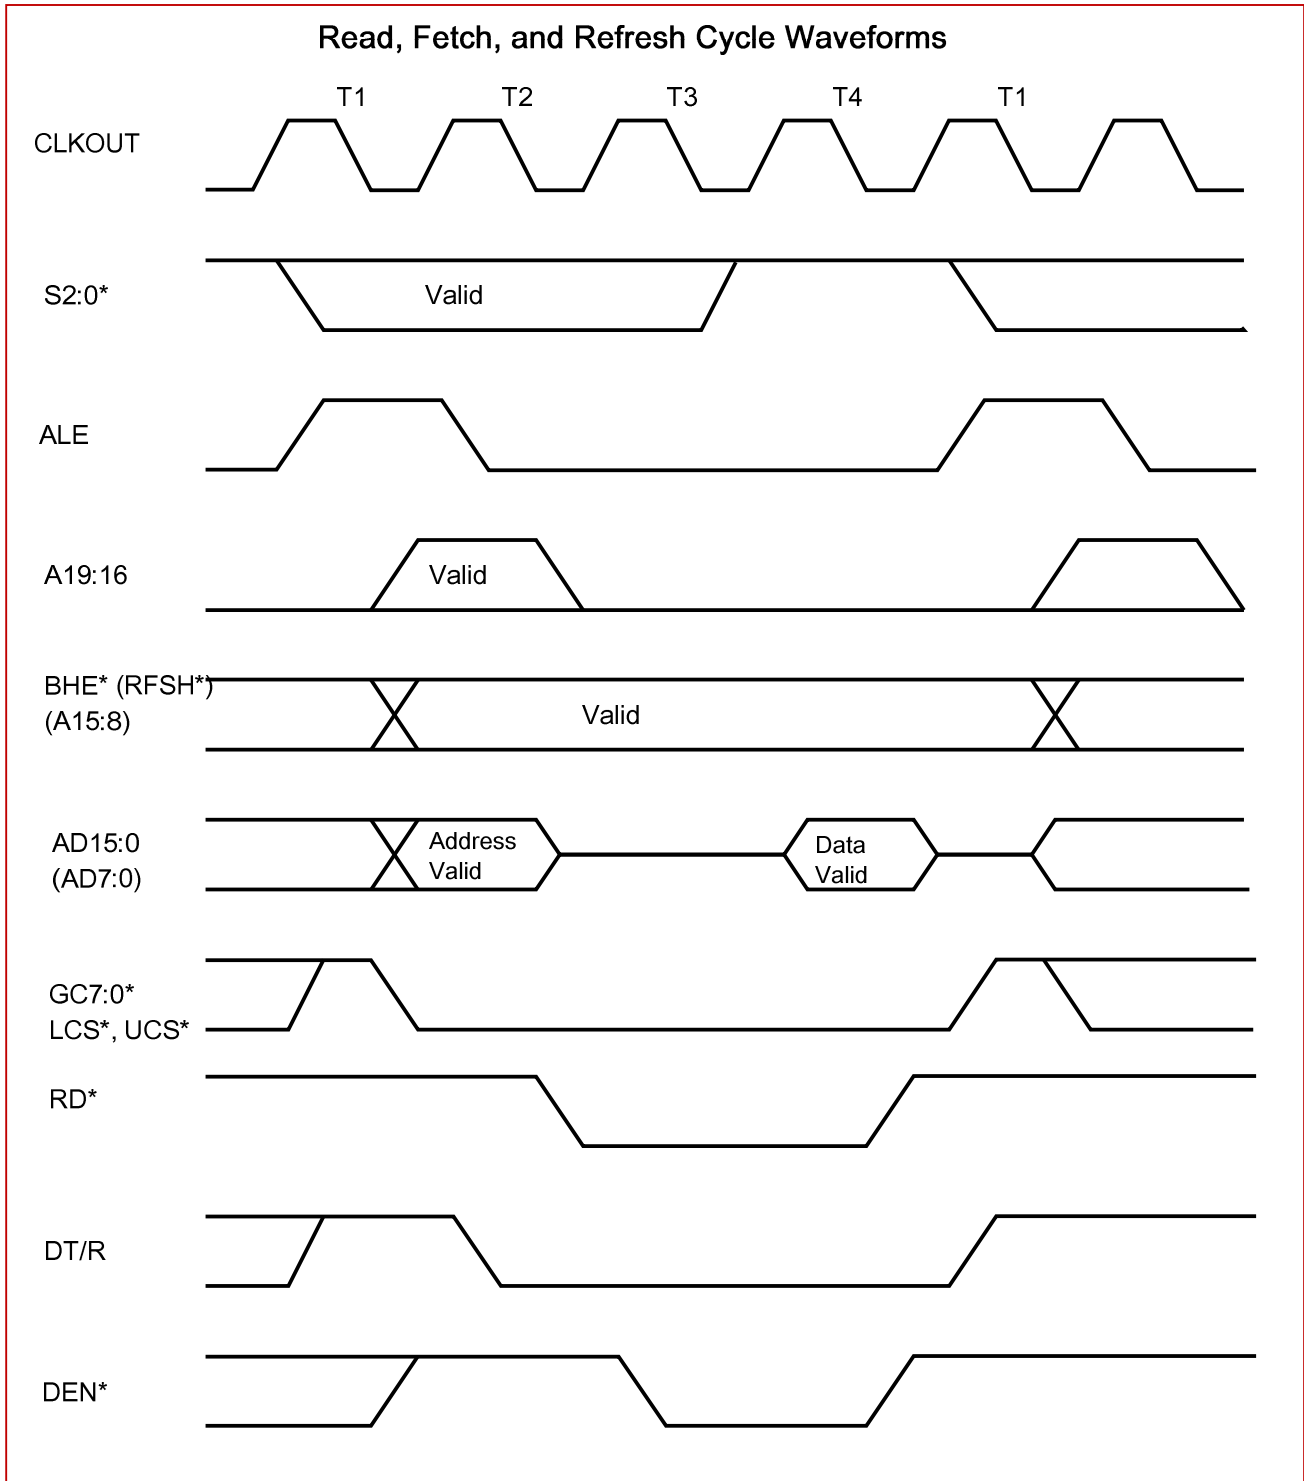 Read, Fetch, and Refresh Cycle Waveforms
T1 T2 T3 T4 T1
CLKOUT
S2:0*
Valid
ALE
A19:16
Valid
BHE* (RFSH*)
(A15:8)
Valid
AD15:0
(AD7:0)
Address
Valid
Data
Valid
GC7:0*
LCS*, UCS*
RD*
DT/R
DEN*